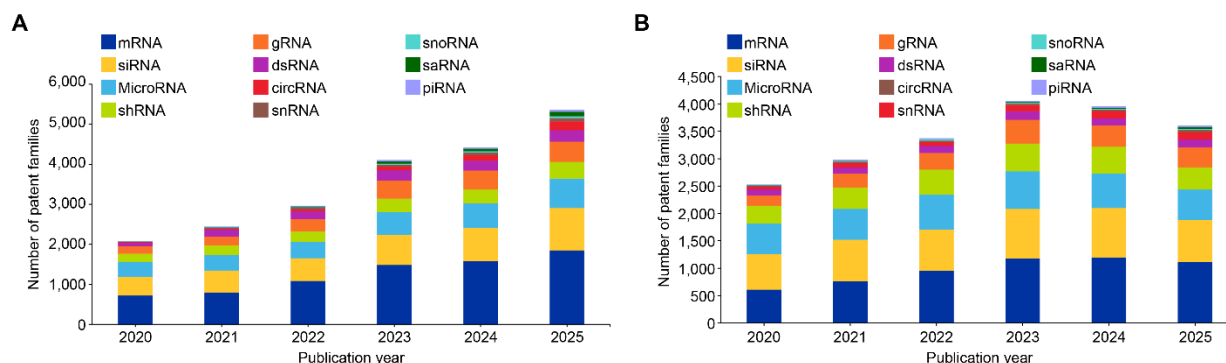 A
mRNA gRNA snoRNA
siRNA dsRNA saRNA
MicroRNA circRNA piRNA
shRNA snRNA
Number of patent families
6,000
5,000
4,000
3,000
2,000
1,000
0
2020 2021 2022 2023 2024 2025
Publication year
B
mRNA gRNA snoRNA
siRNA dsRNA saRNA
MicroRNA circRNA piRNA
shRNA snRNA
Number of patent families
4,500
4,000
3,500
3,000
2,500
2,000
1,500
1,000
500
0
2020 2021 2022 2023 2024 2025
Publication year